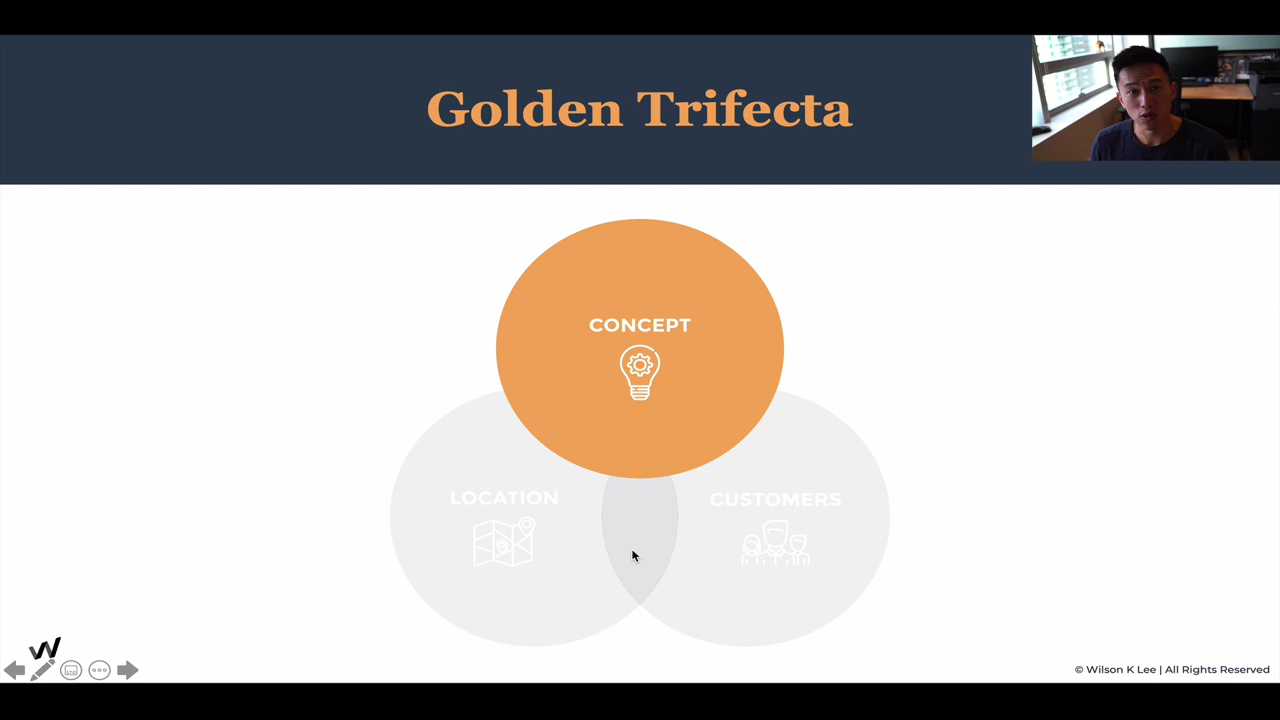 Golden Trifecta
CONCEPT
LOCATION
CUSTOMERS
W
© Wilson K Lee | All Rights Reserved